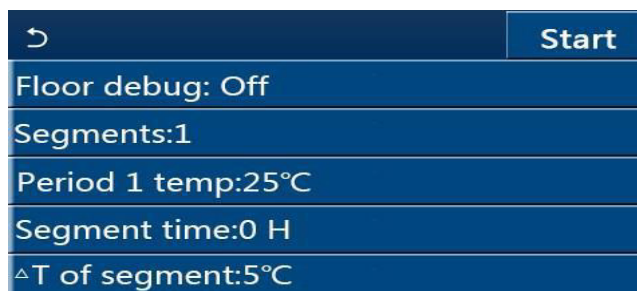 Start
Floor debug: Off
Segments:1
Period 1 temp:25℃
Segment time:0 H
△T of segment:5℃